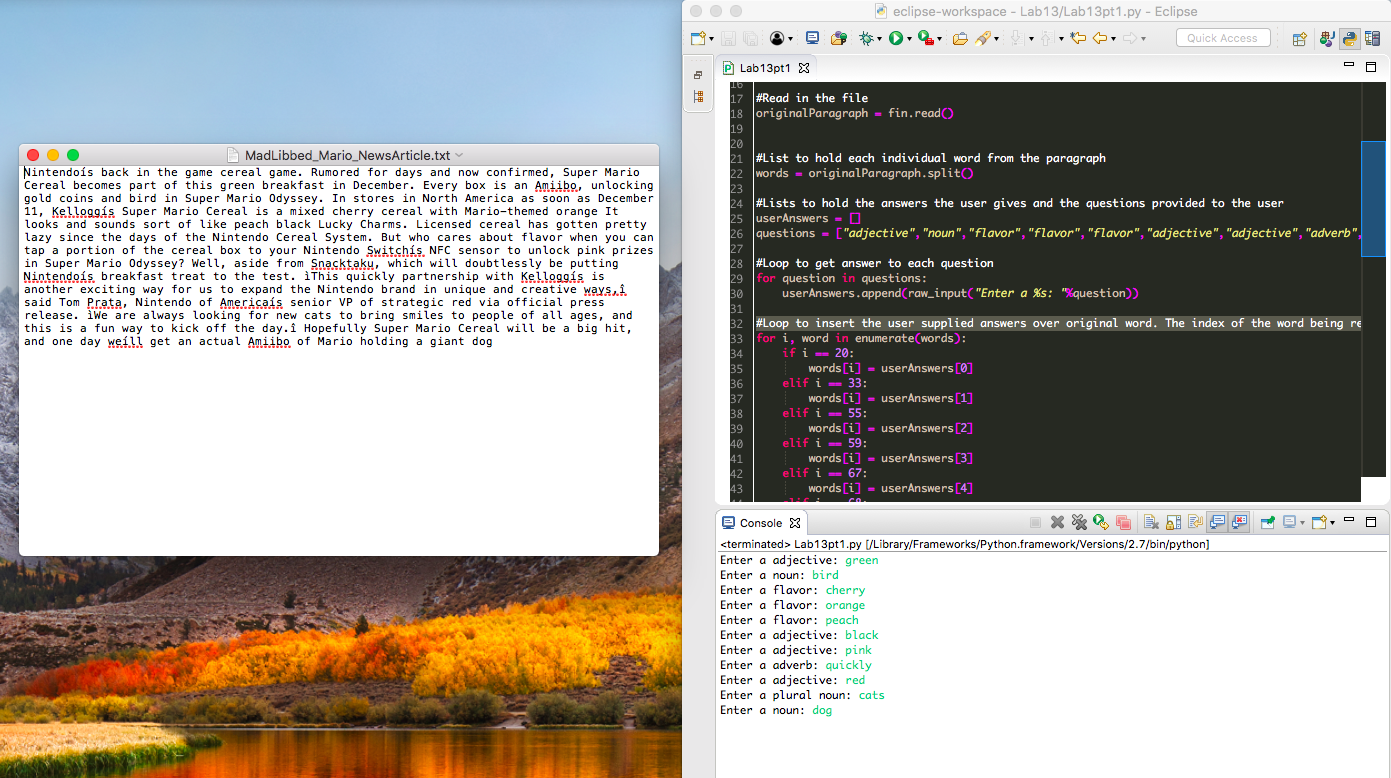 MadLibbed_Mario_NewsArticle.txt
Nintendoís back in the game cereal game. Rumored for days and now confirmed, Super Mario
Cereal becomes part of this green breakfast in December. Every box is an Amiibo, unlocking
gold coins and bird in Super Mario Odyssey. In stores in North America as soon as December
11, Kelloggís Super Mario Cereal is a mixed cherry cereal with Mario-themed orange It
looks and sounds sort of like peach black Lucky Charms. Licensed cereal has gotten pretty
lazy since the days of the Nintendo Cereal System. But who cares about flavor when you can
tap a portion of the cereal box to your Nintendo Switchís NFC sensor to unlock pink prizes
in Super Mario Odyssey? Well, aside from Snacktaku, which will doubtlessly be putting
Nintendoís breakfast treat to the test. ìThis quickly partnership with Kelloggís is
another exciting way for us to expand the Nintendo brand in unique and creative ways,î
said Tom Prata, Nintendo of Americaís senior VP of strategic red via official press
release. ìWe are always looking for new cats to bring smiles to people of all ages, and
this is a fun way to kick off the day.î Hopefully Super Mario Cereal will be a big hit,
and one day weíll get an actual Amiibo of Mario holding a giant dog
eclipse-workspace - Lab13/Lab13pt1.py - Eclipse
Quick Access
Lab13pt1
16
17 #Read in the file
18 originalParagraph = fin.read()
19
20
21 #List to hold each individual word from the paragraph
22 words = originalParagraph.split()
23
24 #Lists to hold the answers the user gives and the questions provided to the user
25 userAnswers = []
26 questions = ["adjective","noun","flavor","flavor","flavor","adjective","adjective","adverb",
27
28 #Loop to get answer to each question
29 for question in questions:
30 userAnswers.append(raw_input("Enter a %s: "%question))
31
32 #Loop to insert the user supplied answers over original word. The index of the word being re
33 for i, word in enumerate(words):
34 if i == 20:
35 words[i] = userAnswers[0]
36 elif i == 33:
37 words[i] = userAnswers[1]
38 elif i == 55:
39 words[i] = userAnswers[2]
40 elif i == 59:
41 words[i] = userAnswers[3]
42 elif i == 67:
43 words[i] = userAnswers[4]
44 elif i == 68:
Console
<terminated> Lab13pt1.py [/Library/Frameworks/Python.framework/Versions/2.7/bin/python]
Enter a adjective: green
Enter a noun: bird
Enter a flavor: cherry
Enter a flavor: orange
Enter a flavor: peach
Enter a adjective: black
Enter a adjective: pink
Enter a adverb: quickly
Enter a adjective: red
Enter a plural noun: cats
Enter a noun: dog